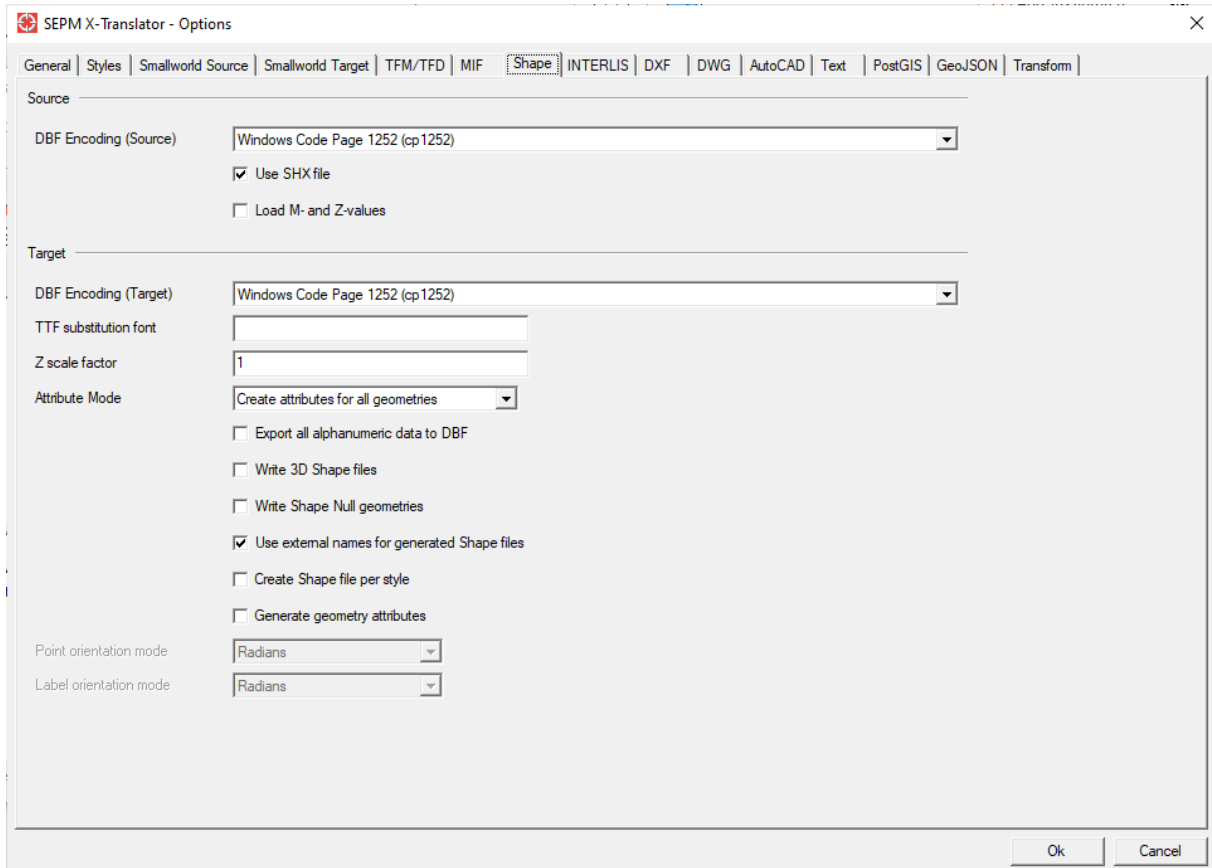 SEPM X-Translator - Options
General Styles Smallworld Source Smallworld Target TFM/TFD MIF Shape INTERLIS DXF DWG AutoCAD Text PostGIS GeoJSON Transform
Source
DBF Encoding (Source) Windows Code Page 1252 (cp1252)
Use SHX file
Load M- and Z-values
Target
DBF Encoding (Target) Windows Code Page 1252 (cp1252)
TTF substitution font
Z scale factor 1
Attribute Mode Create attributes for all geometries
Export all alphanumeric data to DBF
Write 3D Shape files
Write Shape Null geometries
Use external names for generated Shape files
Create Shape file per style
Generate geometry attributes
Point orientation mode Radians
Label orientation mode Radians
Ok Cancel